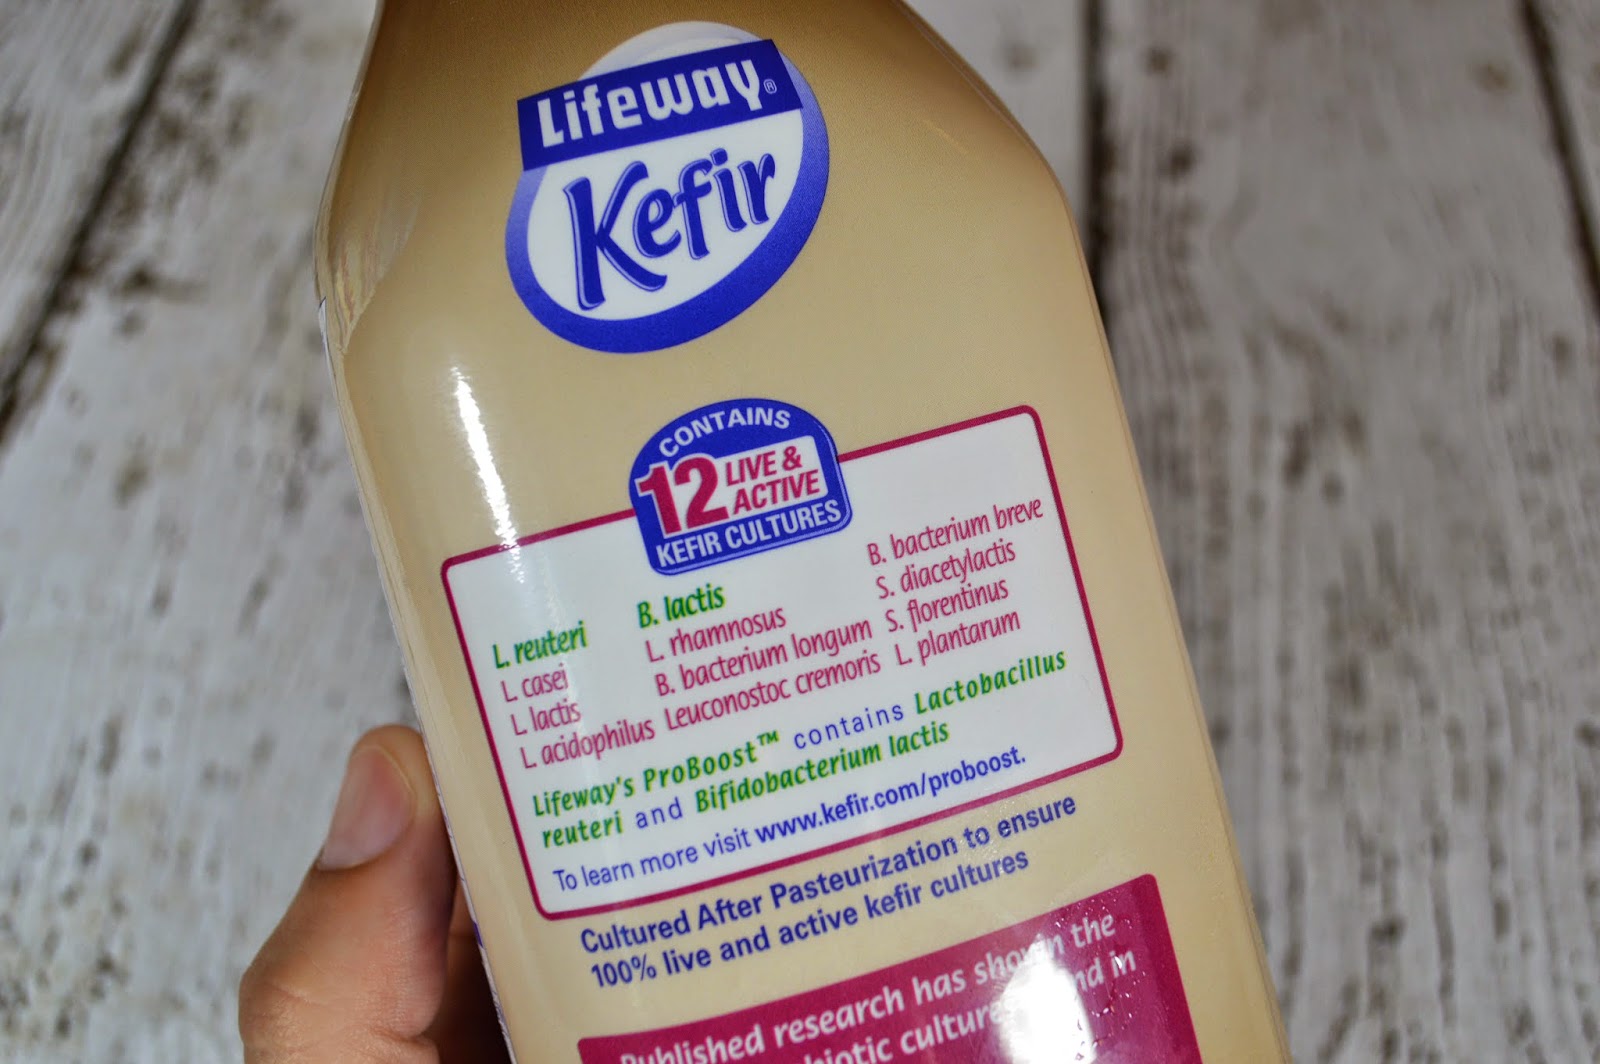 Lifeway®
Kefir
CONTAINS
12 LIVE &
ACTIVE
KEFIR CULTURES
L. reuteri
L. casei
L. lactis
L. acidophilus
B. lactis
L. rhamnosus
B. bacterium longum
Leuconostoc cremoris
B. bacterium breve
S. diacetylactis
S. florentinus
L. plantarum
Lifeway's ProBoost™ contains Lactobacillus
reuteri and Bifidobacterium lactis
To learn more visit www.kefir.com/proboost.
Cultured After Pasteurization to ensure
100% live and active kefir cultures
Published research has shown the